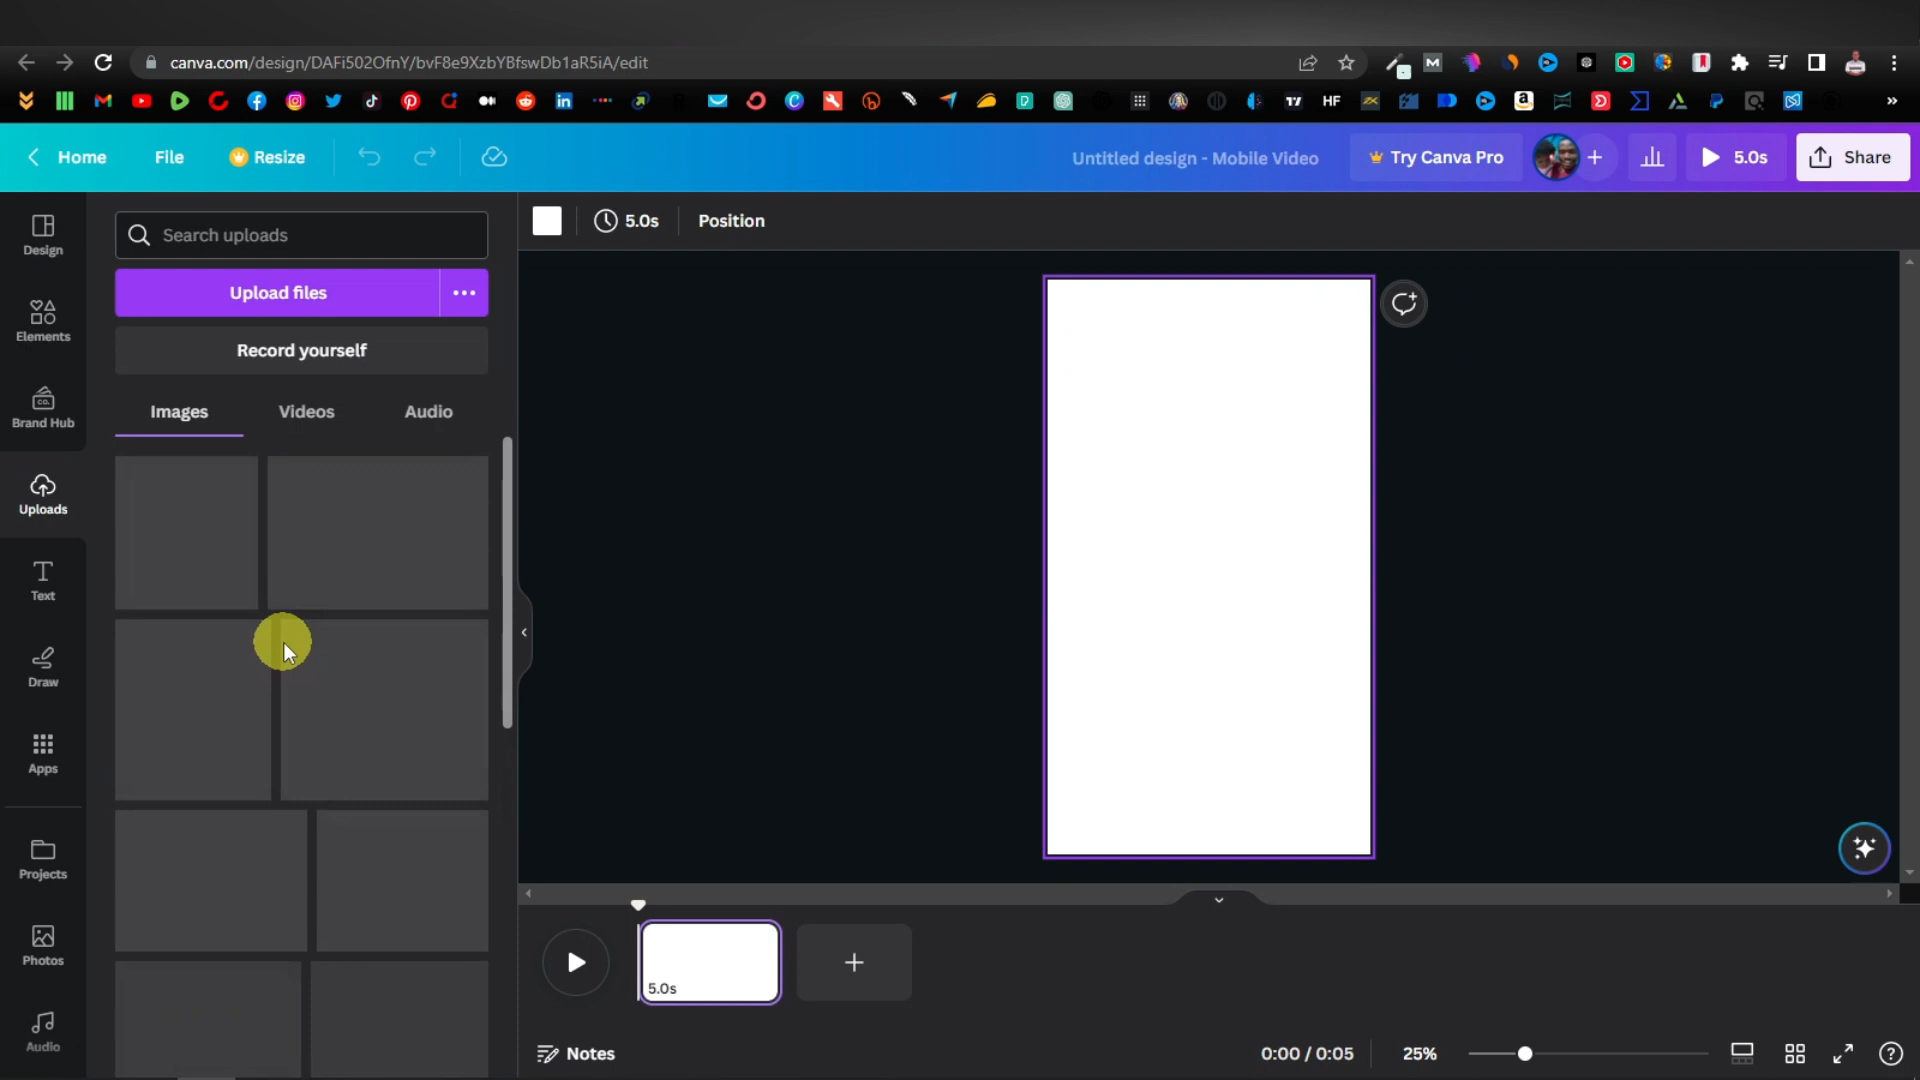 canva.com/design/DAFi502OfnY/bvF8e9XzbYBfswDb1aR5iA/edit
Home
File
Resize
Untitled design - Mobile Video
Try Canva Pro
5.0s
Share
Design
Elements
Brand Hub
Uploads
Text
Draw
Apps
Projects
Photos
Audio
Search uploads
Upload files
Record yourself
Images
Videos
Audio
5.0s
Position
5.0s
Notes
0:00 / 0:05
25%